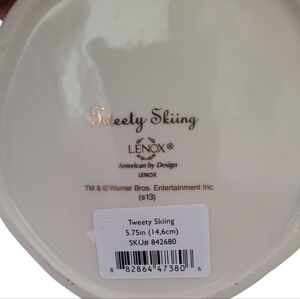 Tweety Skiing
LENOX®
American by Design
LENOX
TM & ©Warner Bros. Entertainment Inc.
(s13)
Tweety Skiing
5.75in (14.6cm)
SKU# 842680
8 82864 47380 6